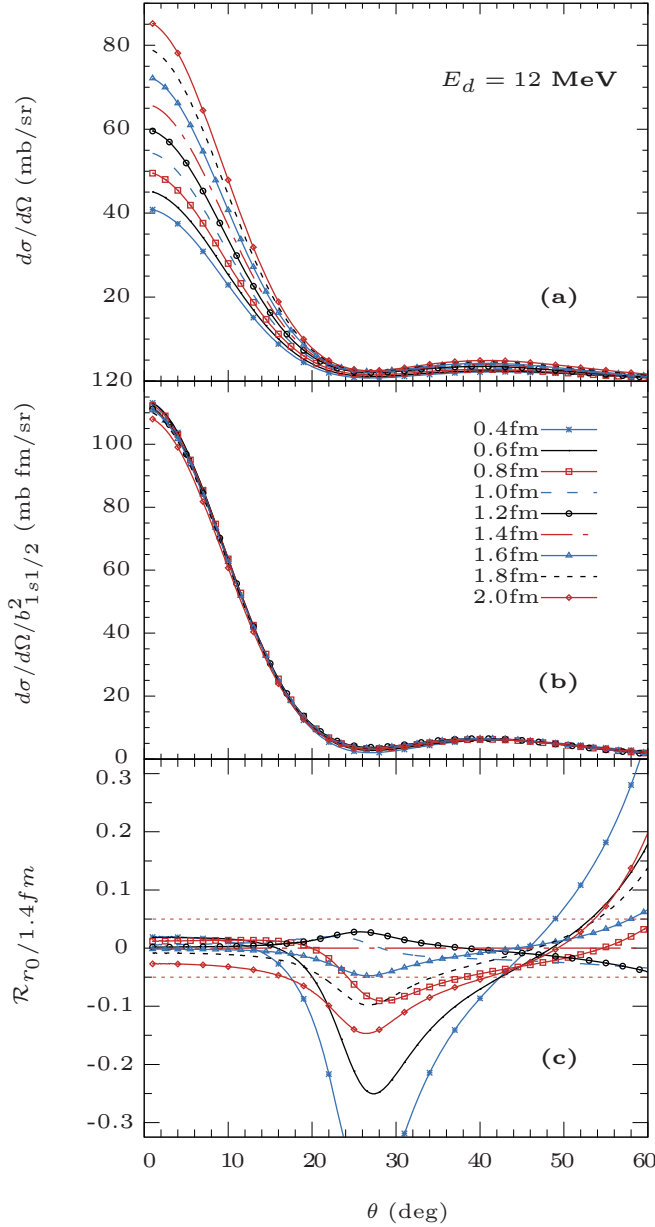 80
60
40
20
dσ/dΩ (mb/sr)
E_d = 12 MeV
(a)
120
100
80
60
40
20
0
dσ/dΩ/b²_{1s1/2} (mb fm/sr)
0.4fm
0.6fm
0.8fm
1.0fm
1.2fm
1.4fm
1.6fm
1.8fm
2.0fm
(b)
0.3
0.2
0.1
0
-0.1
-0.2
-0.3
ℛ_{r₀}/1.4fm
(c)
0 10 20 30 40 50 60
θ (deg)